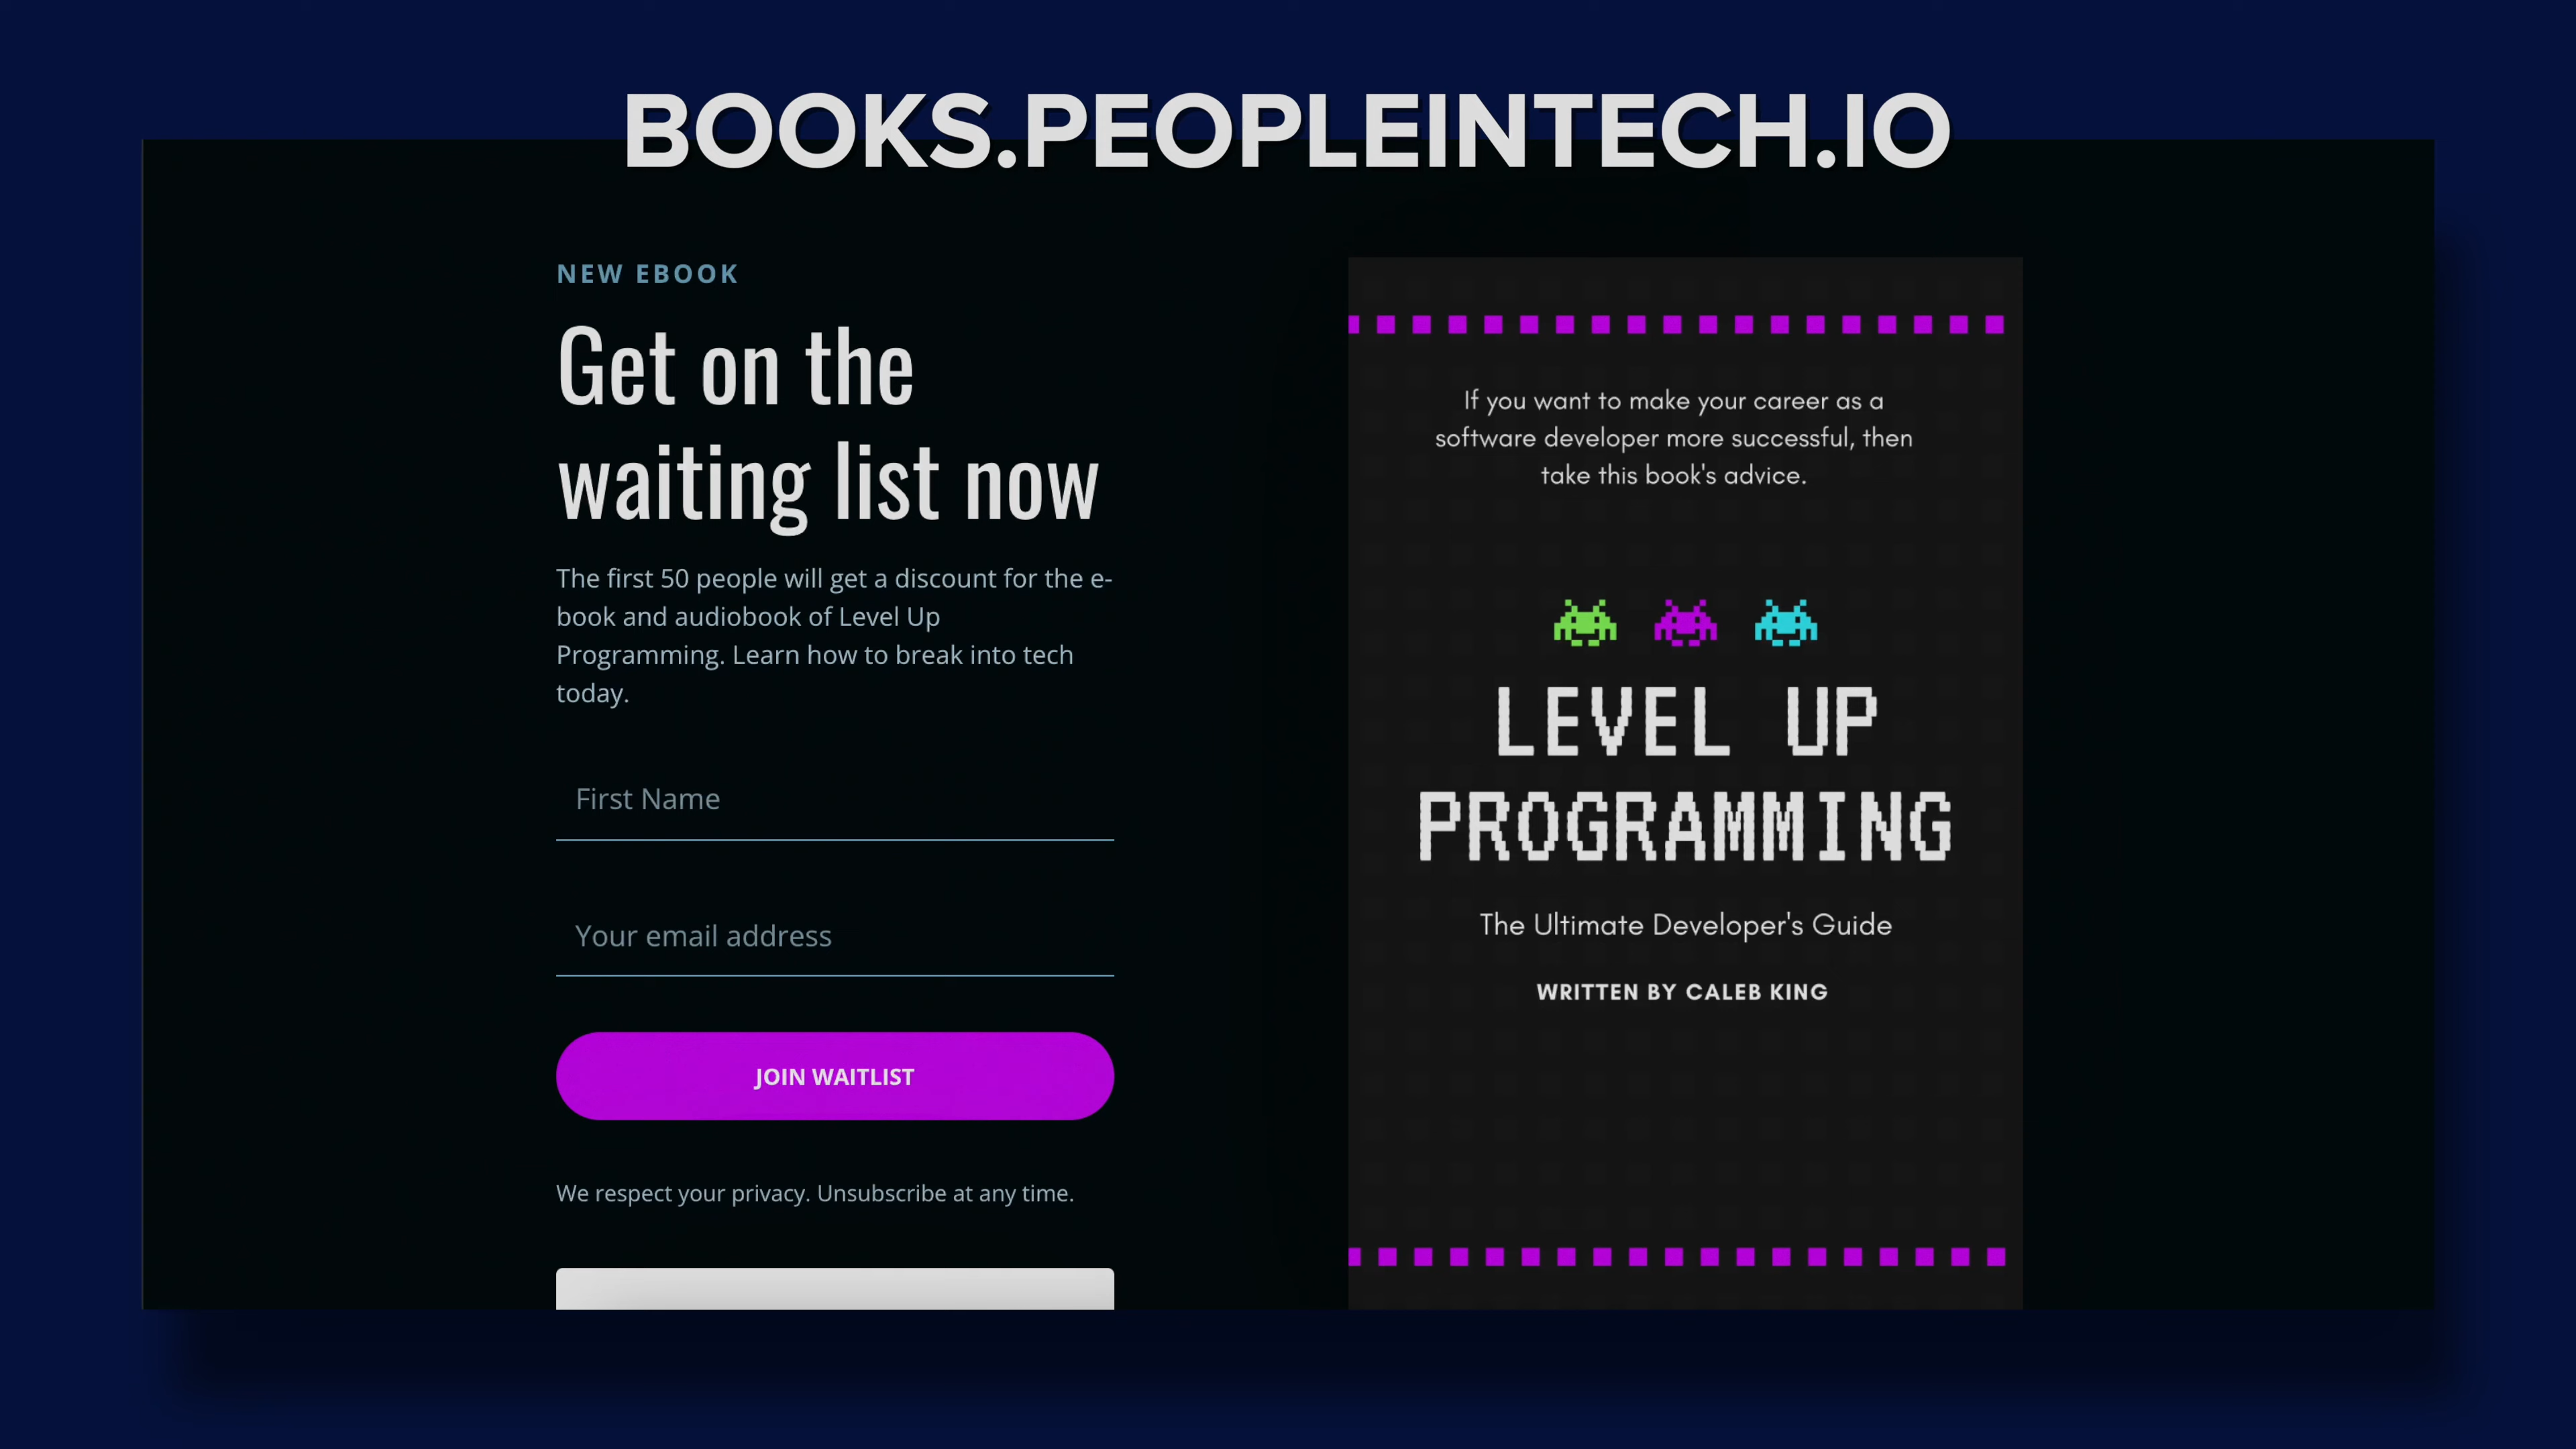 BOOKS.PEOPLEINTECH.IO
NEW EBOOK
Get on the
waiting list now
The first 50 people will get a discount for the e-
book and audiobook of Level Up
Programming. Learn how to break into tech
today.
First Name
Your email address
JOIN WAITLIST
We respect your privacy. Unsubscribe at any time.
If you want to make your career as a
software developer more successful, then
take this book's advice.
LEVEL UP
PROGRAMMING
The Ultimate Developer's Guide
WRITTEN BY CALEB KING